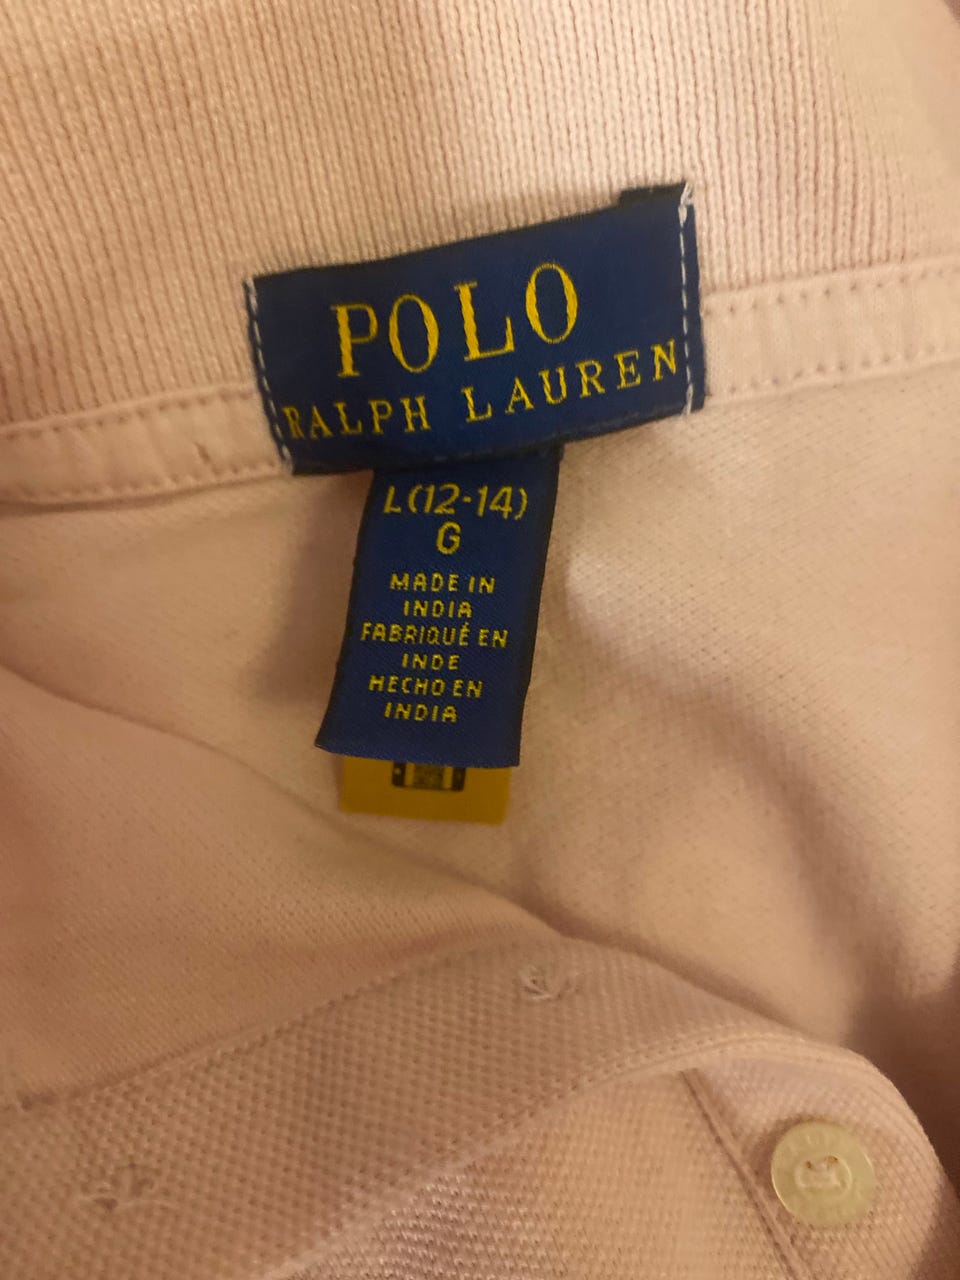 POLO
RALPH LAUREN
L(12-14)
G
MADE IN
INDIA
FABRIQUÉ EN
INDE
HECHO EN
INDIA